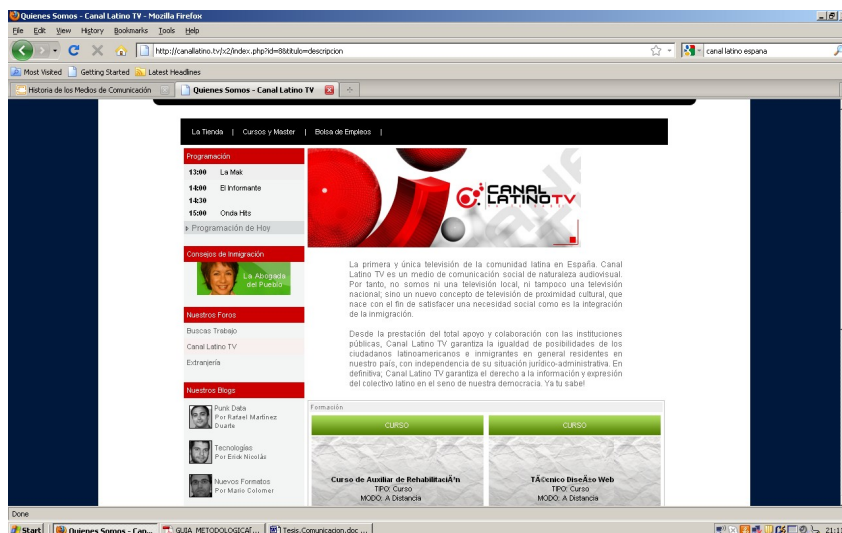 Quienes Somos - Canal Latino TV - Mozilla Firefox
File Edit View History Bookmarks Tools Help
http://canallatino.tv/x2/index.php?id=8&titulo=descripcion
canal latino espana
Most Visited Getting Started Latest Headlines
Historia de los Medios de Comunicación
Quienes Somos - Canal Latino TV
La Tienda | Cursos y Master | Bolsa de Empleos |
Programación
13:00 La Mak
14:00 El Informante
14:30
15:00 Onda Hits
Programación de Hoy
Consejos de Inmigración
La Abogada
del Pueblo
Nuestros Foros
Buscas Trabajo
Canal Latino TV
Extranjería
Nuestros Blogs
Punk Data
Por Rafael Martínez
Duarte
Tecnologías
Por Erick Nicolás
Nuevos Formatos
Por Mario Colomer
CANAL
LATINOTV
La primera y única televisión de la comunidad latina en España. Canal
Latino TV es un medio de comunicación social de naturaleza audiovisual.
Por tanto, no somos ni una televisión local, ni tampoco una televisión
nacional; sino un nuevo concepto de televisión de proximidad cultural, que
nace con el fin de satisfacer una necesidad social como es la integración
de la inmigración.
Desde la prestación del total apoyo y colaboración con las instituciones
públicas, Canal Latino TV garantiza la igualdad de posibilidades de los
ciudadanos latinoamericanos e inmigrantes en general residentes en
nuestro país, con independencia de su situación jurídico-administrativa. En
definitiva; Canal Latino TV garantiza el derecho a la información y expresión
del colectivo latino en el seno de nuestra democracia. Ya tu sabe!
Formación
CURSO
Curso de Auxiliar de RehabilitaciÃ³n
TIPO: Curso
MODO: A Distancia
CURSO
TÃ©cnico DiseÃ±o Web
TIPO: Curso
MODO: A Distancia
Done
Start
Quienes Somos - Can...
GUIA METODOLOGICA...
Tesis.Comunicacion.doc ...